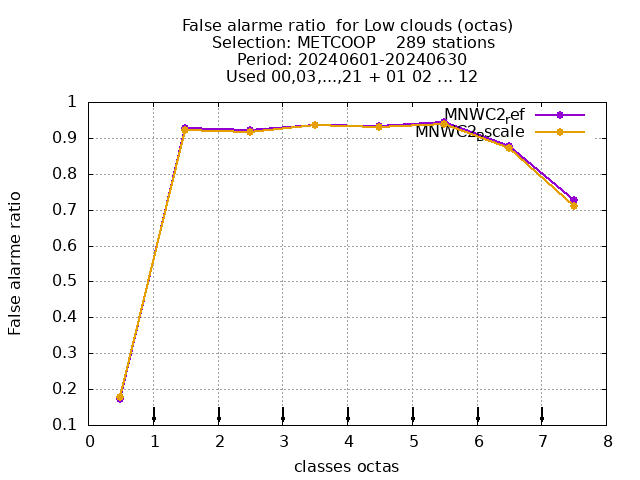 False alarme ratio  for Low clouds (octas)
Selection: METCOOP    289 stations
Period: 20240601-20240630
Used 00,03,...,21 + 01 02 ... 12
MNWC2_ref
MNWC2_scale
1
0.9
0.8
0.7
0.6
0.5
0.4
0.3
0.2
0.1
0 1 2 3 4 5 6 7 8
False alarme ratio
classes octas